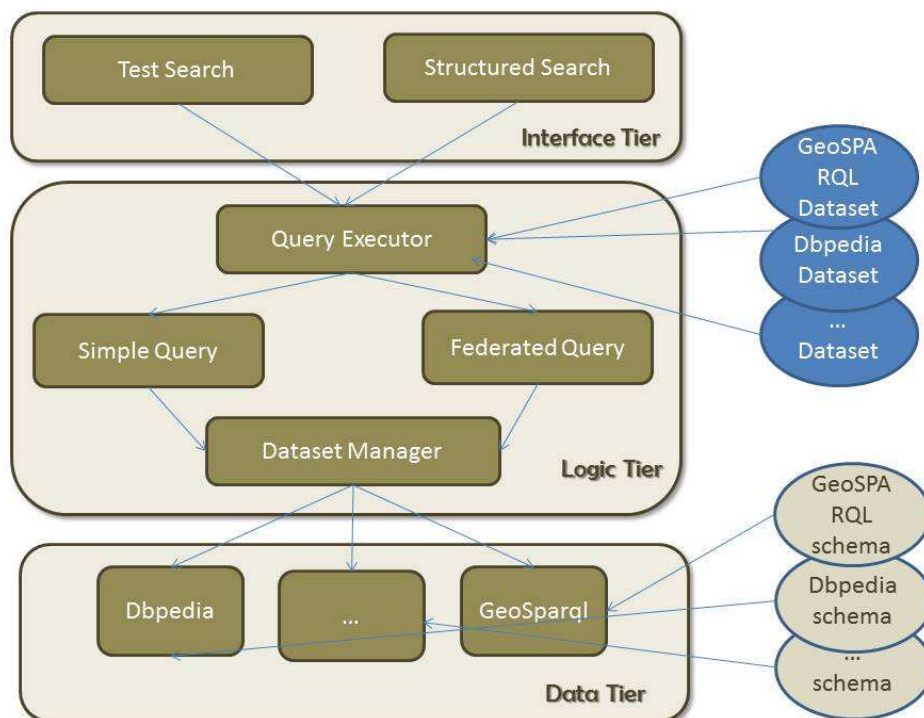 Test Search
Structured Search
Interface Tier
GeoSPA
RQL
Dataset
Dbpedia
Dataset
...
Dataset
Query Executor
Simple Query
Federated Query
Dataset Manager
Logic Tier
GeoSPA
RQL
schema
Dbpedia
schema
...
schema
Dbpedia
...
GeoSparql
Data Tier